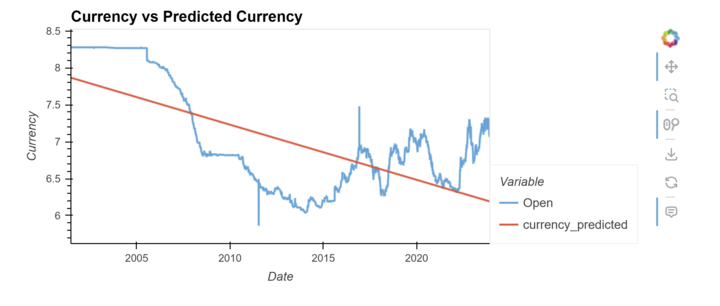 Currency vs Predicted Currency
8.5
8
7.5
7
6.5
6
Currency
2005
2010
2015
2020
Date
Variable
Open
currency_predicted